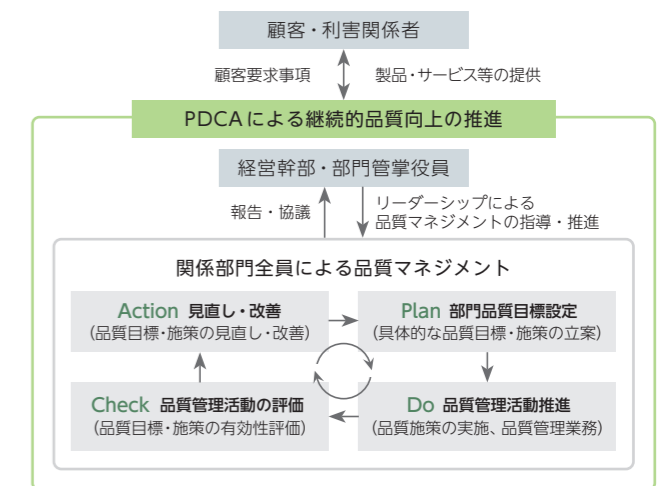 顧客・利害関係者
顧客要求事項
製品・サービス等の提供
PDCAによる継続的品質向上の推進
経営幹部・部門管掌役員
報告・協議
リーダーシップによる
品質マネジメントの指導・推進
関係部門全員による品質マネジメント
Action 見直し・改善
(品質目標・施策の見直し・改善)
Plan 部門品質目標設定
(具体的な品質目標・施策の立案)
Check 品質管理活動の評価
(品質目標・施策の有効性評価)
Do 品質管理活動推進
(品質施策の実施、品質管理業務)